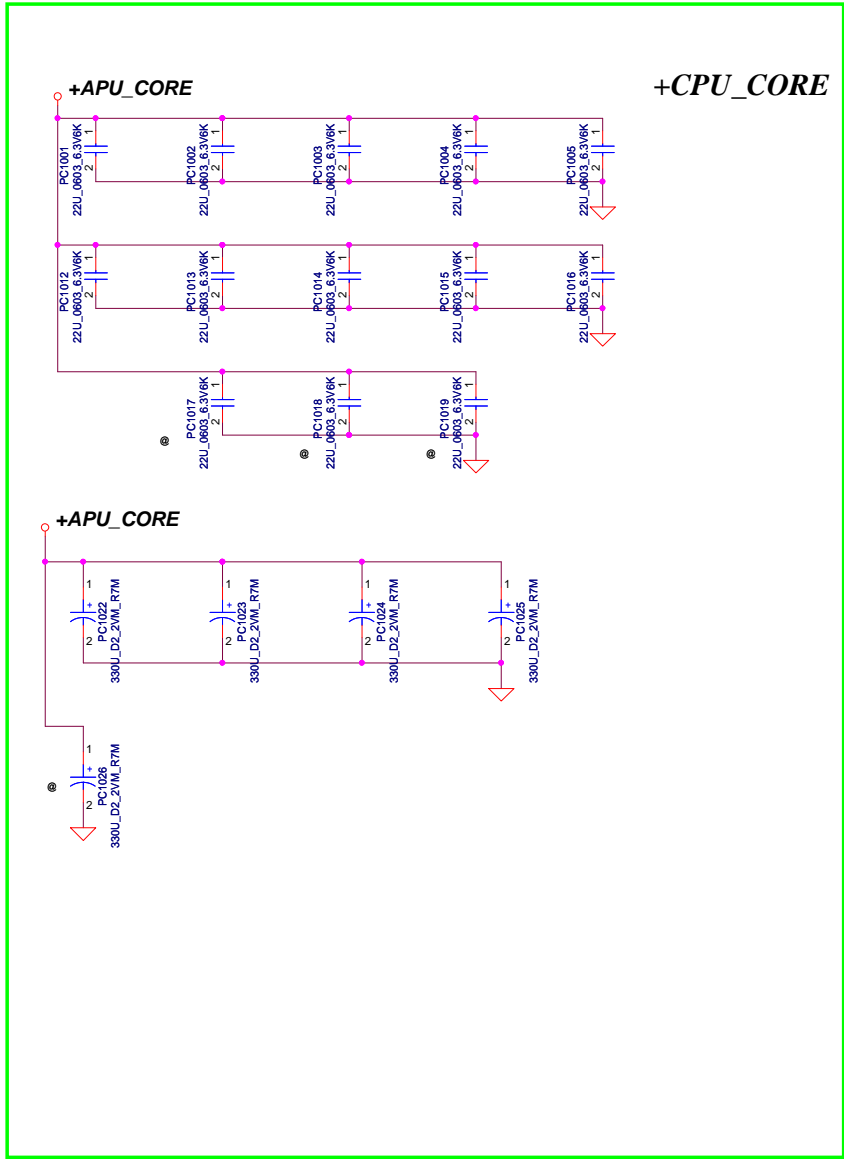 +APU_CORE
+CPU_CORE
1
2
PC1001
22U_0603_6.3V6K
1
2
PC1002
22U_0603_6.3V6K
1
2
PC1003
22U_0603_6.3V6K
1
2
PC1004
22U_0603_6.3V6K
1
2
PC1005
22U_0603_6.3V6K
1
2
PC1012
22U_0603_6.3V6K
1
2
PC1013
22U_0603_6.3V6K
1
2
PC1014
22U_0603_6.3V6K
1
2
PC1015
22U_0603_6.3V6K
1
2
PC1016
22U_0603_6.3V6K
1
2
PC1017
22U_0603_6.3V6K
@
1
2
PC1018
22U_0603_6.3V6K
@
1
2
PC1019
22U_0603_6.3V6K
@
+APU_CORE
1
+
2
PC1022
330U_D2_2VM_R7M
1
+
2
PC1023
330U_D2_2VM_R7M
1
+
2
PC1024
330U_D2_2VM_R7M
1
+
2
PC1025
330U_D2_2VM_R7M
1
+
2
PC1026
330U_D2_2VM_R7M
@